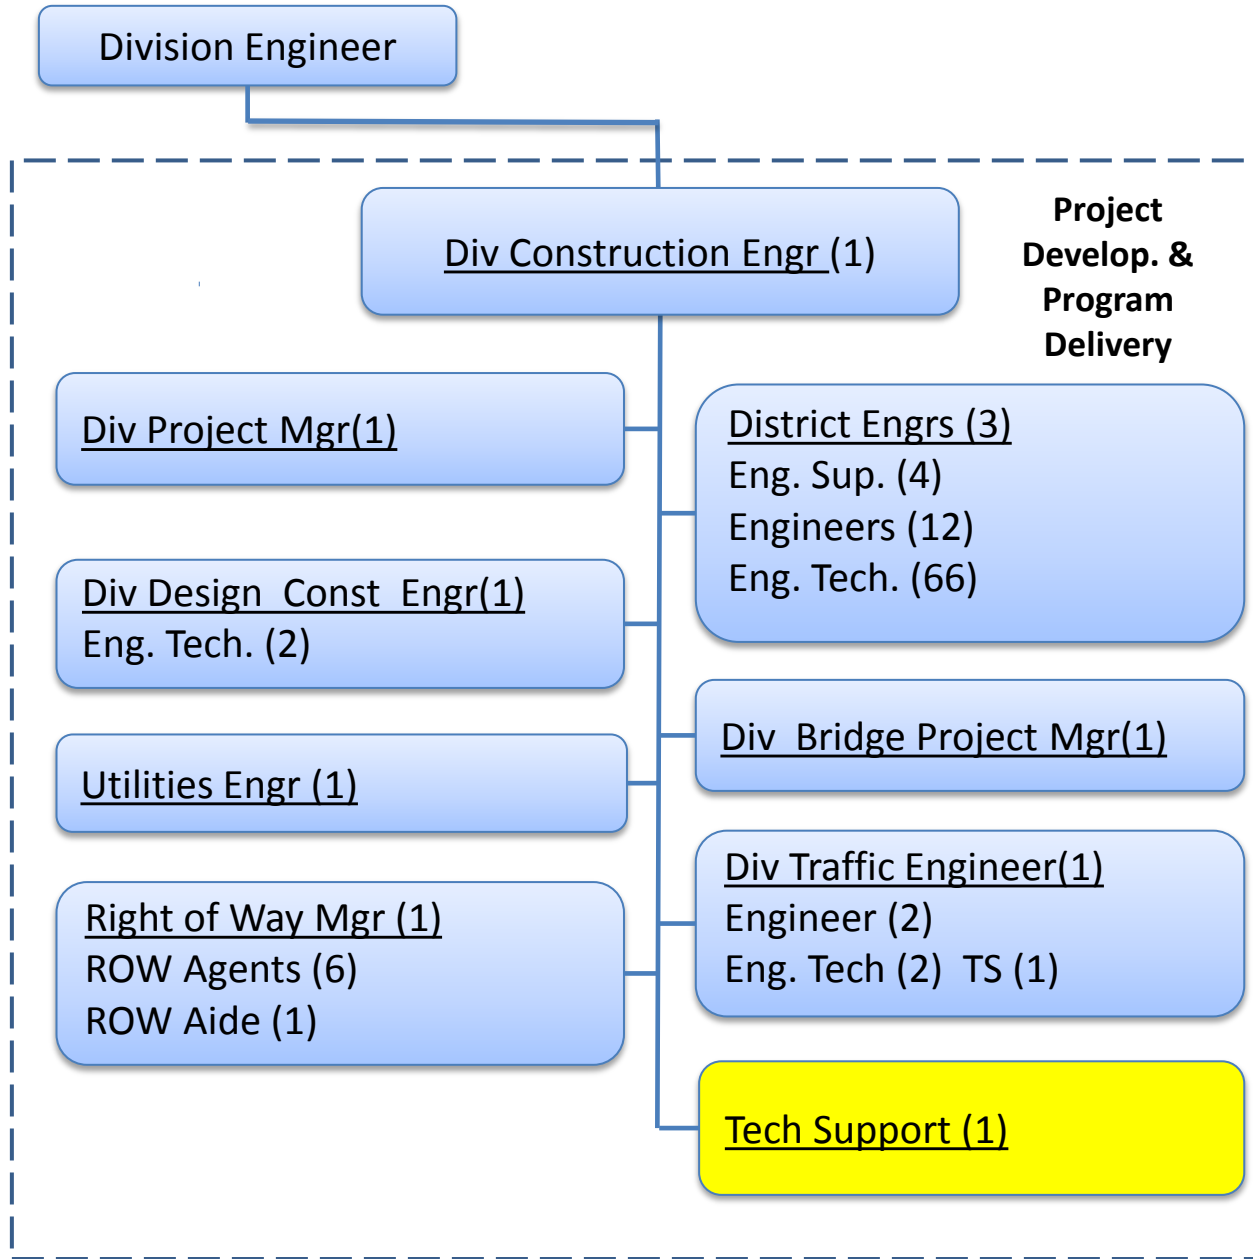 Division Engineer
Div Construction Engr (1)
Project
Develop. &
Program
Delivery
Div Project Mgr(1)
District Engrs (3)
Eng. Sup. (4)
Engineers (12)
Eng. Tech. (66)
Div Design  Const  Engr(1)
Eng. Tech. (2)
Div  Bridge Project Mgr(1)
Utilities Engr (1)
Div Traffic Engineer(1)
Engineer (2)
Eng. Tech (2)  TS (1)
Right of Way Mgr (1)
ROW Agents (6)
ROW Aide (1)
Tech Support (1)